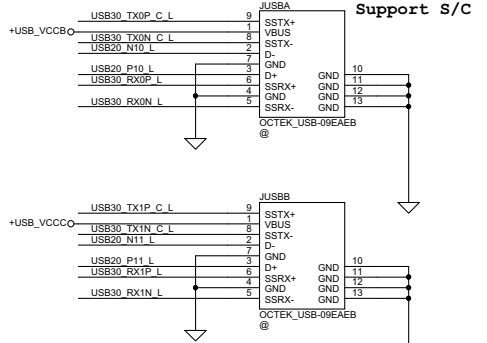 JUSBA
Support S/C
USB30_TX0P_C_L 9 SSTX+
+USB_VCCB 1 VBUS
USB30_TX0N_C_L 8 SSTX-
USB20_N10_L 2 D-
7 GND
USB20_P10_L 3 D+ GND 10
USB30_RX0P_L 6 SSRX+ GND 11
4 GND GND 12
USB30_RX0N_L 5 SSRX- GND 13
OCTEK_USB-09EAEB
@
JUSBB
USB30_TX1P_C_L 9 SSTX+
+USB_VCCC 1 VBUS
USB30_TX1N_C_L 8 SSTX-
USB20_N11_L 2 D-
7 GND
USB20_P11_L 3 D+ GND 10
USB30_RX1P_L 6 SSRX+ GND 11
4 GND GND 12
USB30_RX1N_L 5 SSRX- GND 13
OCTEK_USB-09EAEB
@